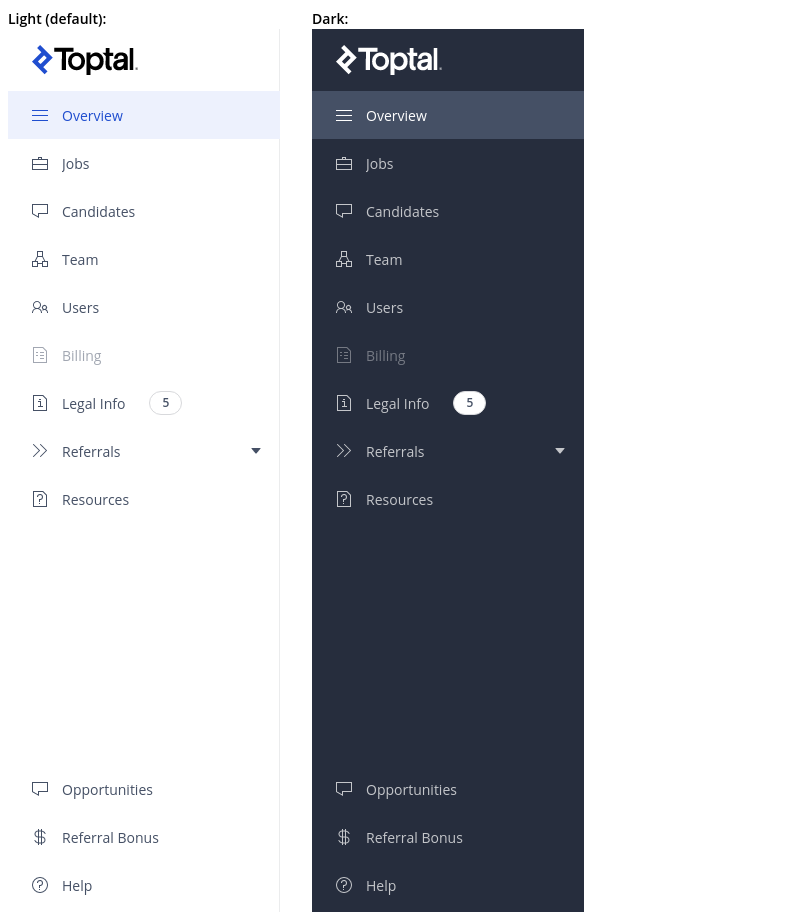 Light (default):
Toptal.
Overview
Jobs
Candidates
Team
Users
Billing
Legal Info 5
Referrals
Resources
Opportunities
Referral Bonus
Help
Dark:
Toptal.
Overview
Jobs
Candidates
Team
Users
Billing
Legal Info 5
Referrals
Resources
Opportunities
Referral Bonus
Help